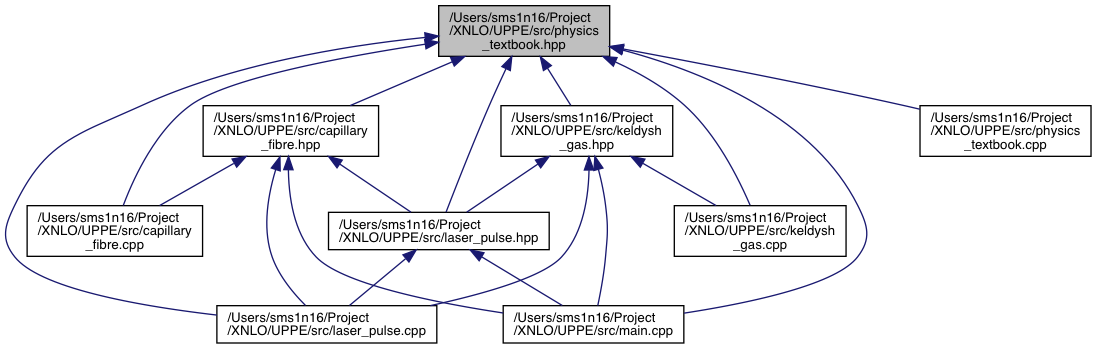 /Users/sms1n16/Project
/XNLO/UPPE/src/physics
_textbook.hpp
/Users/sms1n16/Project
/XNLO/UPPE/src/capillary
_fibre.hpp
/Users/sms1n16/Project
/XNLO/UPPE/src/keldysh
_gas.hpp
/Users/sms1n16/Project
/XNLO/UPPE/src/physics
_textbook.cpp
/Users/sms1n16/Project
/XNLO/UPPE/src/capillary
_fibre.cpp
/Users/sms1n16/Project
/XNLO/UPPE/src/laser_pulse.hpp
/Users/sms1n16/Project
/XNLO/UPPE/src/keldysh
_gas.cpp
/Users/sms1n16/Project
/XNLO/UPPE/src/laser_pulse.cpp
/Users/sms1n16/Project
/XNLO/UPPE/src/main.cpp